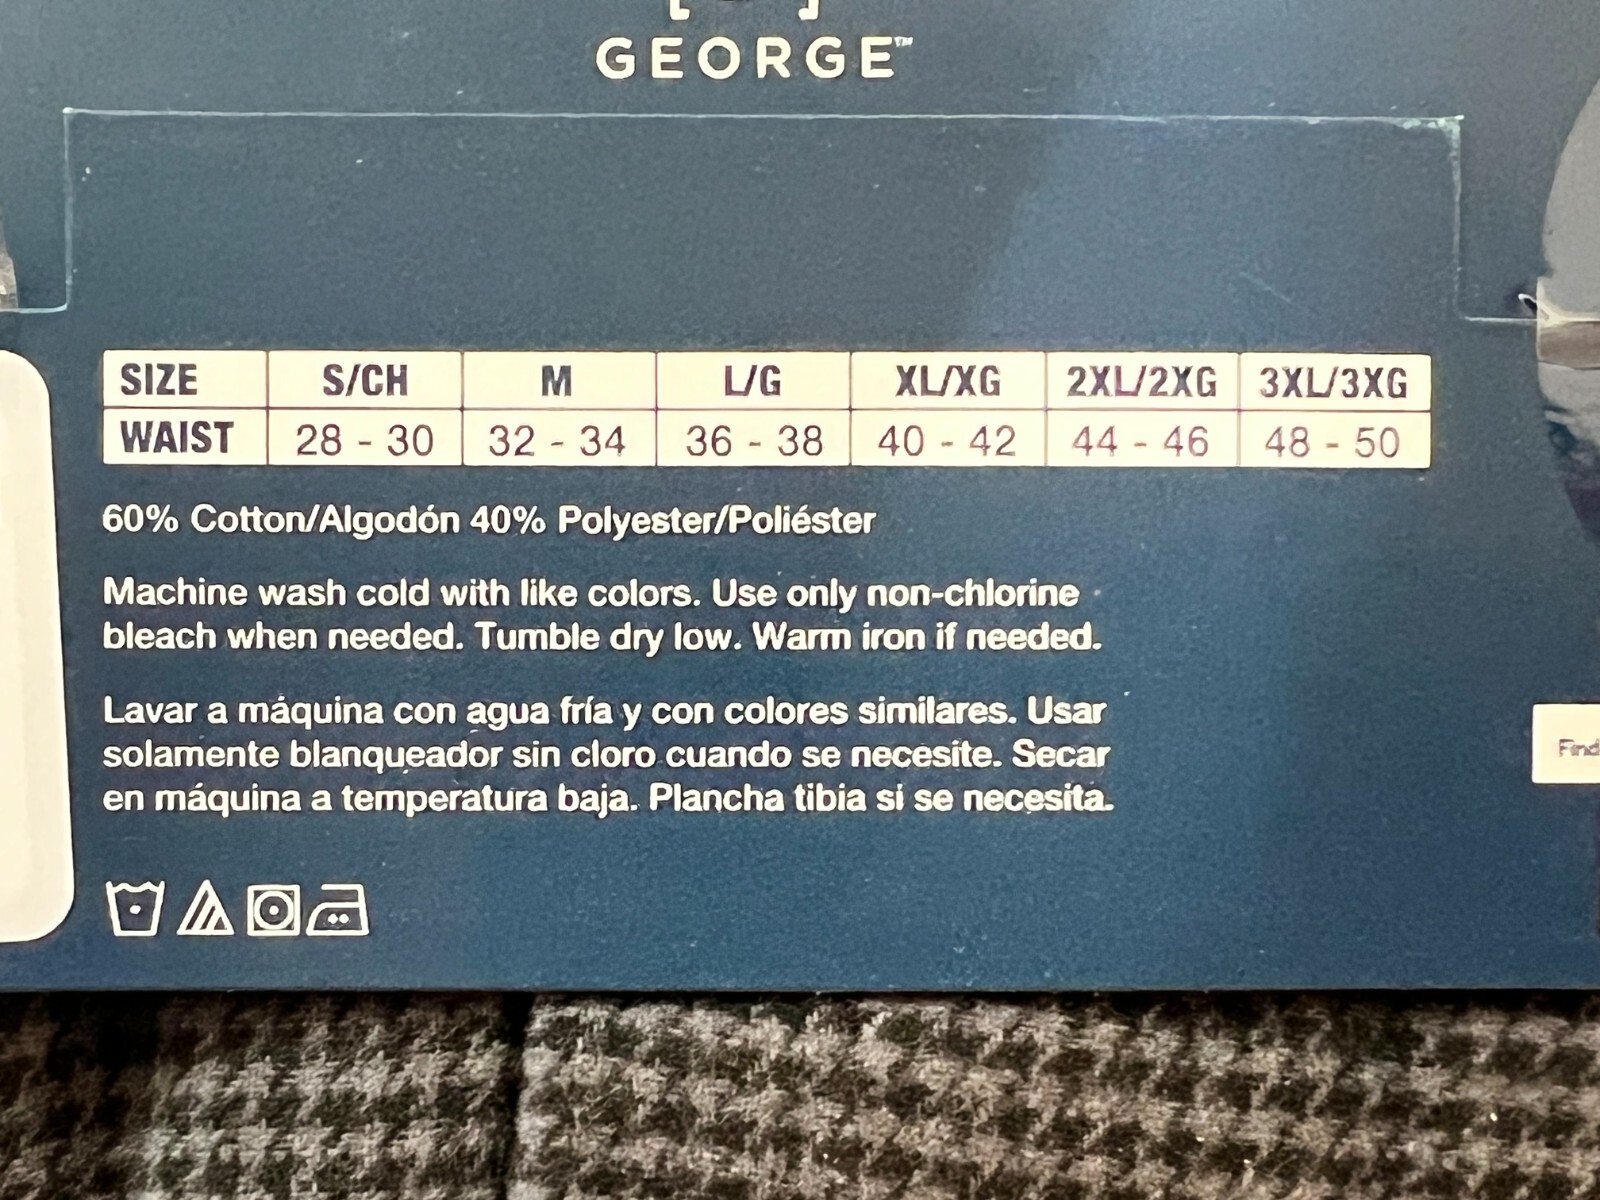 GEORGE™
SIZE S/CH M L/G XL/XG 2XL/2XG 3XL/3XG
WAIST 28 - 30 32 - 34 36 - 38 40 - 42 44 - 46 48 - 50
60% Cotton/Algodón 40% Polyester/Poliéster
Machine wash cold with like colors. Use only non-chlorine
bleach when needed. Tumble dry low. Warm iron if needed.
Lavar a máquina con agua fría y con colores similares. Usar
solamente blanqueador sin cloro cuando se necesite. Secar
en máquina a temperatura baja. Plancha tibia si se necesita.
Find